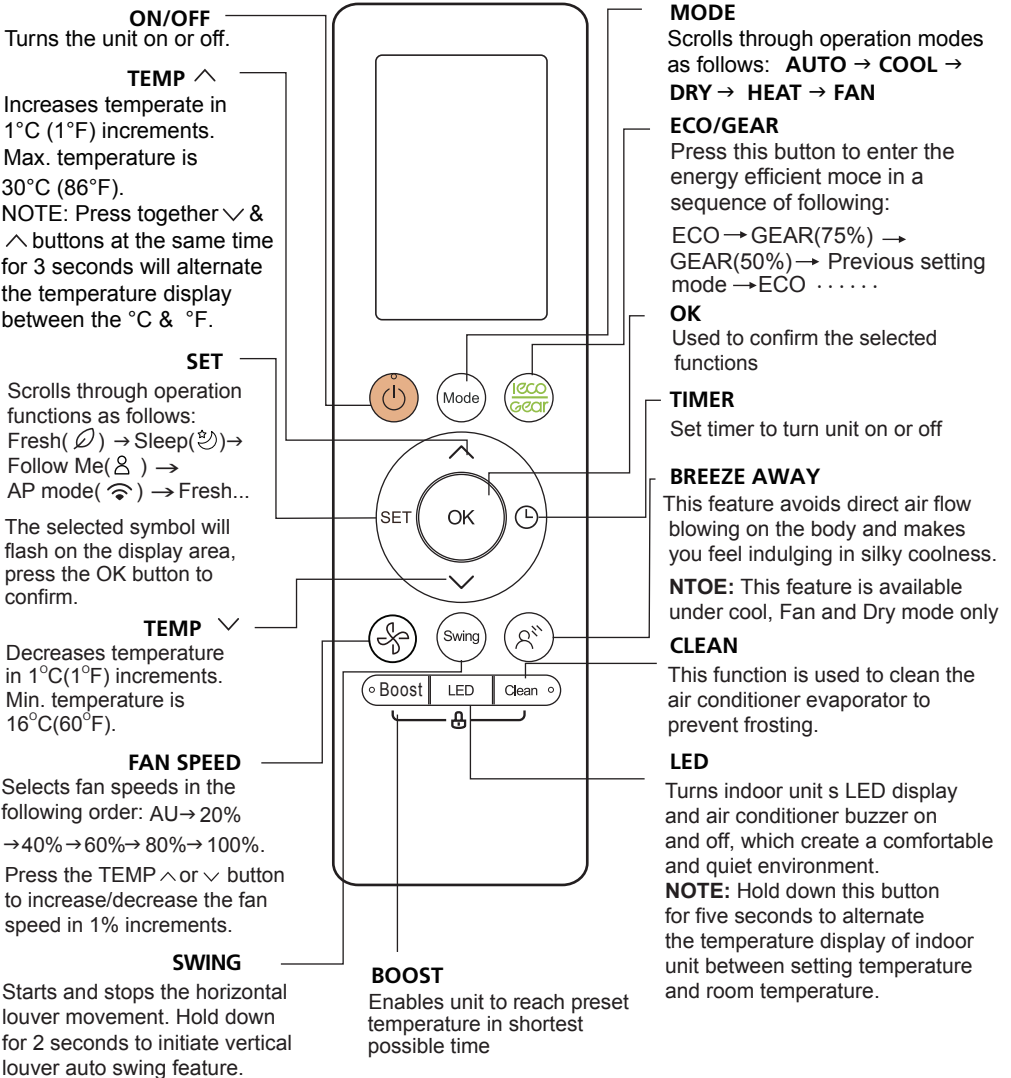 ON/OFF
Turns the unit on or off.
TEMP ∧
Increases temperate in
1°C (1°F) increments.
Max. temperature is
30°C (86°F).
NOTE: Press together ∨ &
∧ buttons at the same time
for 3 seconds will alternate
the temperature display
between the °C & °F.
SET
Scrolls through operation
functions as follows:
Fresh( ) → Sleep( )→
Follow Me( ) →
AP mode( ) → Fresh...
The selected symbol will
flash on the display area,
press the OK button to
confirm.
TEMP ∨
Decreases temperature
in 1°C(1°F) increments.
Min. temperature is
16°C(60°F).
FAN SPEED
Selects fan speeds in the
following order: AU→ 20%
→40%→60%→ 80%→ 100%.
Press the TEMP ∧ or ∨ button
to increase/decrease the fan
speed in 1% increments.
SWING
Starts and stops the horizontal
louver movement. Hold down
for 2 seconds to initiate vertical
louver auto swing feature.
Mode
ieco
Gear
SET
OK
Swing
Boost
LED
Clean
BOOST
Enables unit to reach preset
temperature in shortest
possible time
MODE
Scrolls through operation modes
as follows: AUTO → COOL →
DRY → HEAT → FAN
ECO/GEAR
Press this button to enter the
energy efficient moce in a
sequence of following:
ECO → GEAR(75%) →
GEAR(50%) → Previous setting
mode → ECO ······
OK
Used to confirm the selected
functions
TIMER
Set timer to turn unit on or off
BREEZE AWAY
This feature avoids direct air flow
blowing on the body and makes
you feel indulging in silky coolness.
NTOE: This feature is available
under cool, Fan and Dry mode only
CLEAN
This function is used to clean the
air conditioner evaporator to
prevent frosting.
LED
Turns indoor unit s LED display
and air conditioner buzzer on
and off, which create a comfortable
and quiet environment.
NOTE: Hold down this button
for five seconds to alternate
the temperature display of indoor
unit between setting temperature
and room temperature.